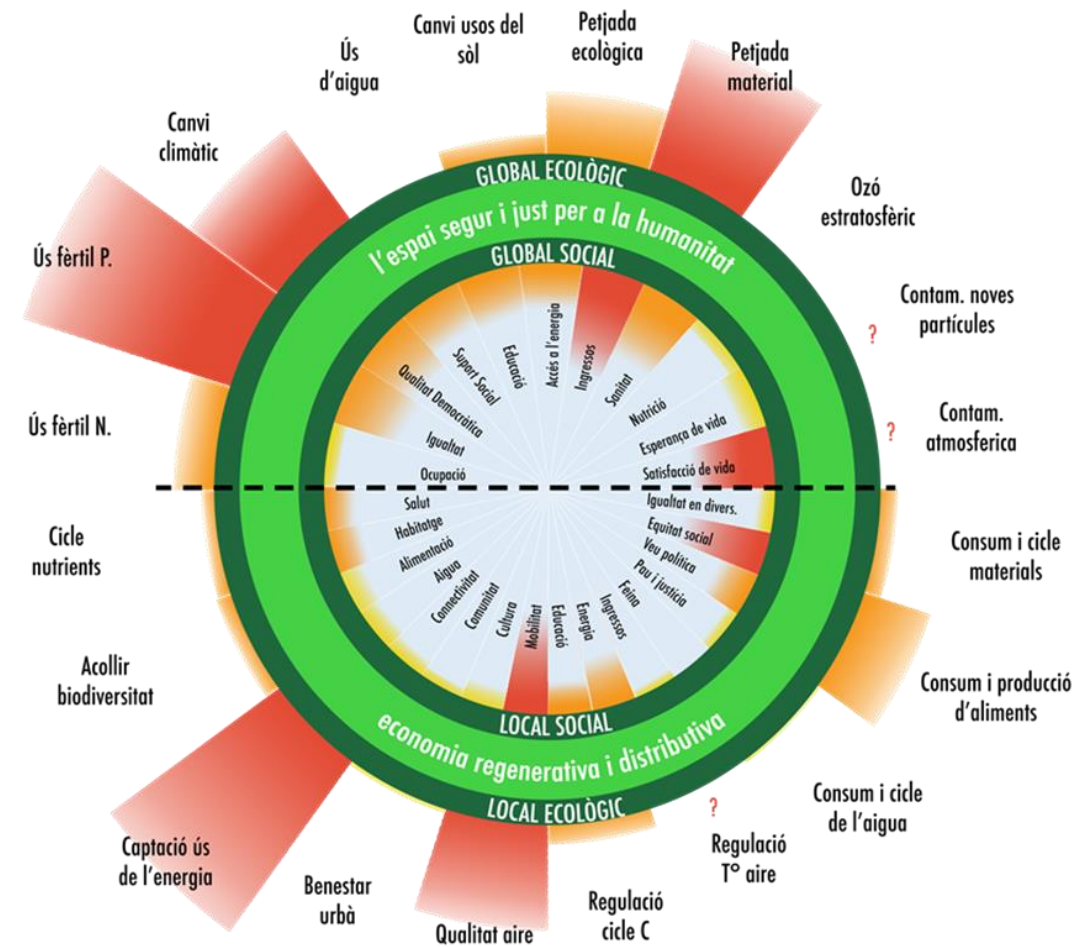 Canvi usos del
sòl
Petjada
ecològica
Ús
d'aigua
Petjada
material
Canvi
climàtic
Ozó
estratosfèric
Ús fèrtil P.
Contam. noves
partícules
?
Ús fèrtil N.
Contam.
atmosferica
?
GLOBAL ECOLÒGIC
l'espai segur i just per a la humanitat
GLOBAL SOCIAL
Ocupació
Igualtat
Qualitat Democràtica
Suport Social
Educació
Accés a l'energia
Ingressos
Sanitat
Nutrició
Esperança de vida
Satisfacció de vida
Igualtat en divers.
Equitat social
Veu política
Pau i justícia
Feina
Ingressos
Energia
Educació
Mobilitat
Cultura
Comunitat
Connectivitat
Aigua
Alimentació
Habitatge
Salut
LOCAL SOCIAL
economia regenerativa i distributiva
LOCAL ECOLÒGIC
Cicle
nutrients
Consum i cicle
materials
Acollir
biodiversitat
Consum i producció
d'aliments
Consum i cicle
de l'aigua
?
Regulació
Tº aire
Captació ús
de l'energia
Benestar
urbà
Qualitat aire
Regulació
cicle C